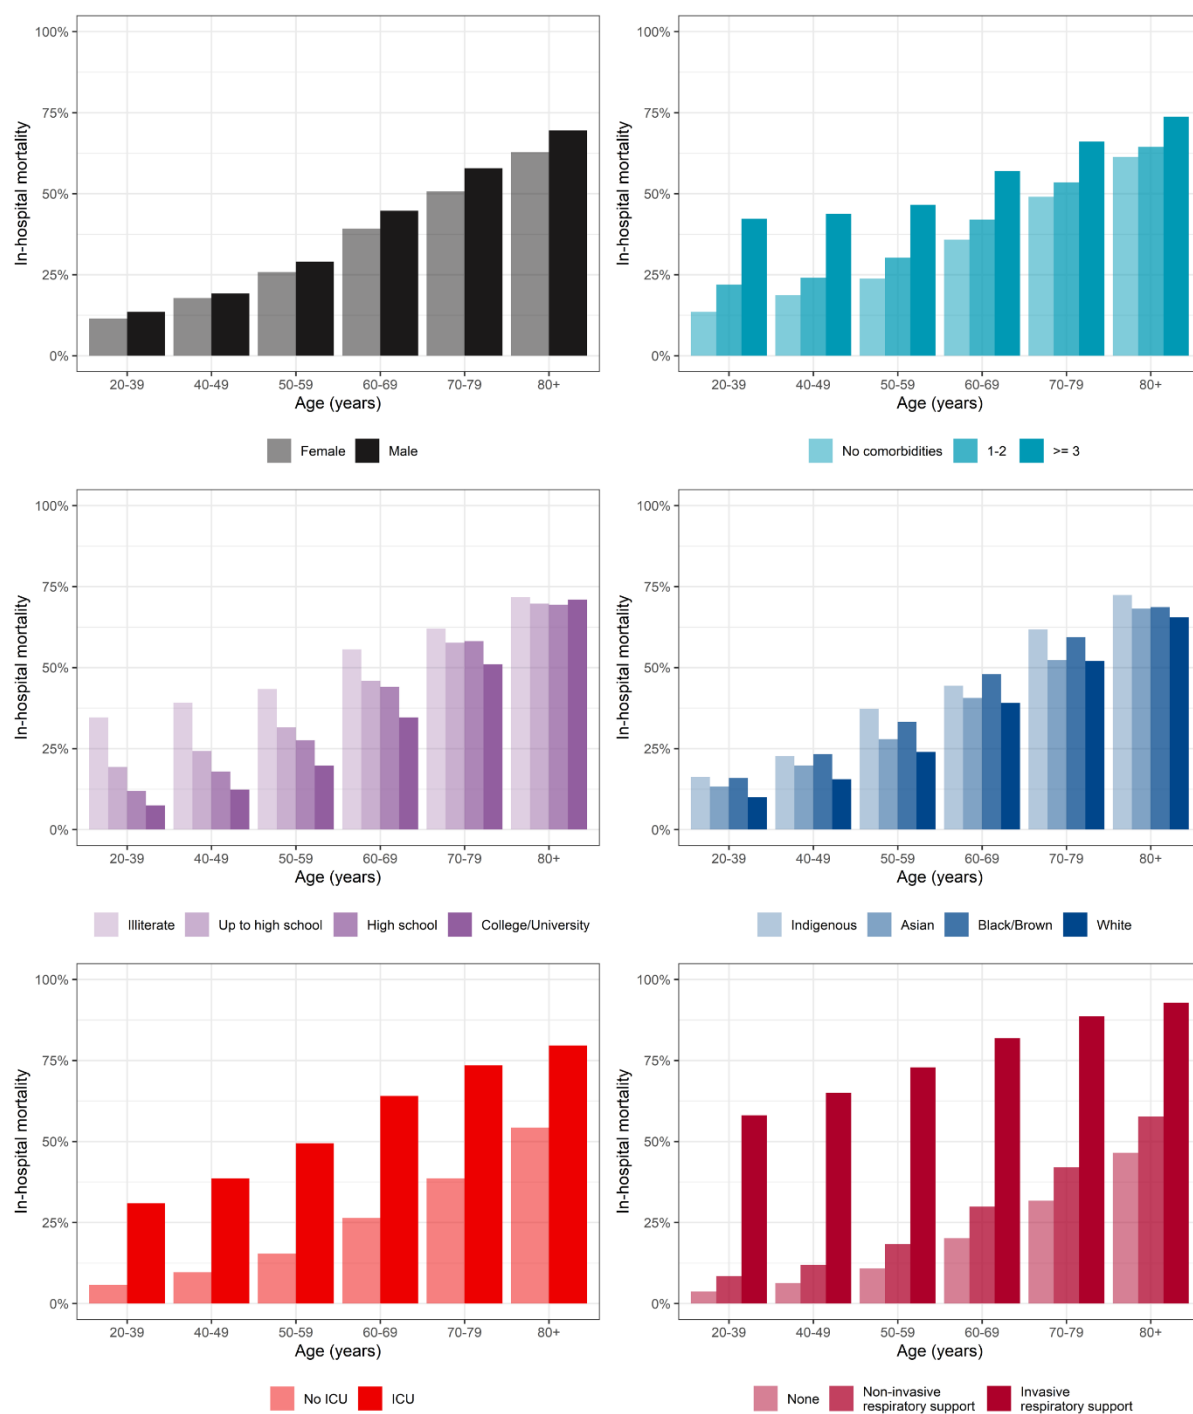 In-hospital mortality
100%
75%
50%
25%
0%
20-39 40-49 50-59 60-69 70-79 80+
Age (years)
Female Male
In-hospital mortality
100%
75%
50%
25%
0%
20-39 40-49 50-59 60-69 70-79 80+
Age (years)
No comorbidities 1-2 >= 3
In-hospital mortality
100%
75%
50%
25%
0%
20-39 40-49 50-59 60-69 70-79 80+
Age (years)
Illiterate Up to high school High school College/University
In-hospital mortality
100%
75%
50%
25%
0%
20-39 40-49 50-59 60-69 70-79 80+
Age (years)
Indigenous Asian Black/Brown White
In-hospital mortality
100%
75%
50%
25%
0%
20-39 40-49 50-59 60-69 70-79 80+
Age (years)
No ICU ICU
In-hospital mortality
100%
75%
50%
25%
0%
20-39 40-49 50-59 60-69 70-79 80+
Age (years)
None
Non-invasive
respiratory support
Invasive
respiratory support